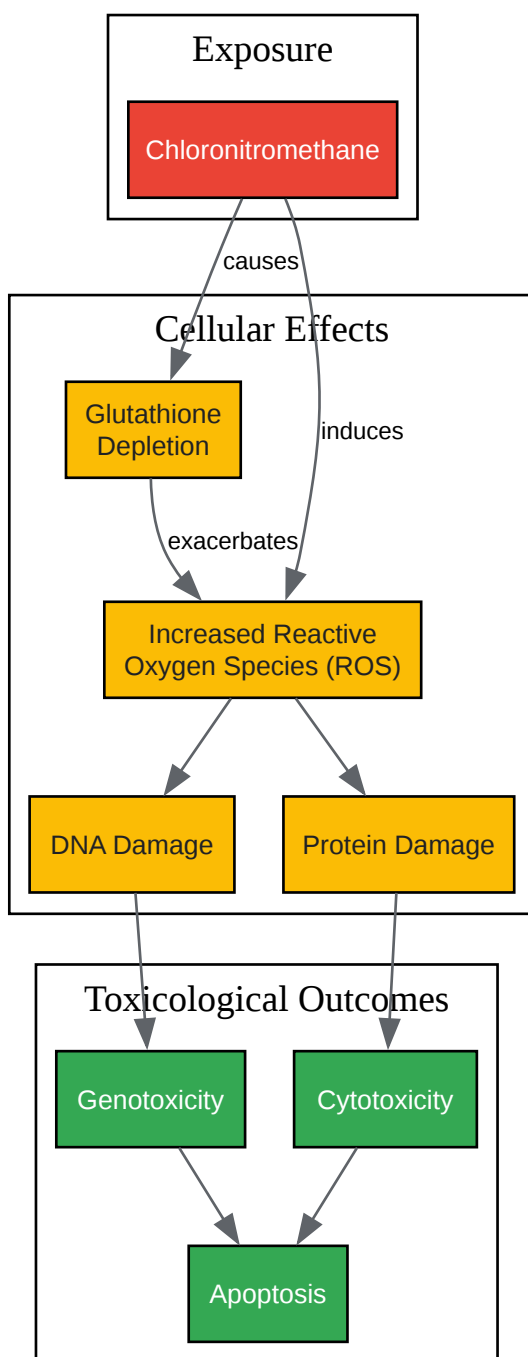 Exposure
Chloronitromethane
causes
Cellular Effects
Glutathione
Depletion
induces
exacerbates
Increased Reactive
Oxygen Species (ROS)
DNA Damage
Protein Damage
Toxicological Outcomes
Genotoxicity
Cytotoxicity
Apoptosis